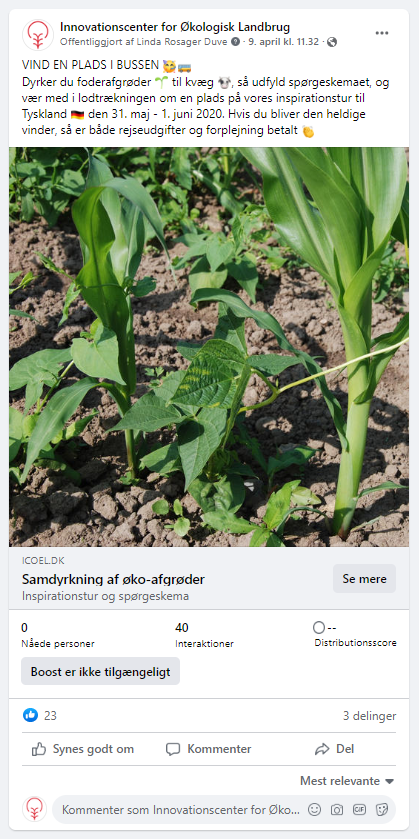 Innovationscenter for Økologisk Landbrug
Offentliggjort af Linda Rosager Duve · 9. april kl. 11.32 ·
VIND EN PLADS I BUSSEN 🥰🚌
Dyrker du foderafgrøder 🌱 til kvæg 🐮, så udfyld spørgeskemaet, og
vær med i lodtrækningen om en plads på vores inspirationstur til
Tyskland 🇩🇪 den 31. maj - 1. juni 2020. Hvis du bliver den heldige
vinder, så er både rejseudgifter og forplejning betalt 👏
ICOEL.DK
Samdyrkning af øko-afgrøder
Inspirationstur og spørgeskema
Se mere
0
Nåede personer
40
Interaktioner
--
Distributionsscore
Boost er ikke tilgængeligt
23
3 delinger
Synes godt om
Kommenter
Del
Mest relevante
Kommenter som Innovationscenter for Øko...
GIF